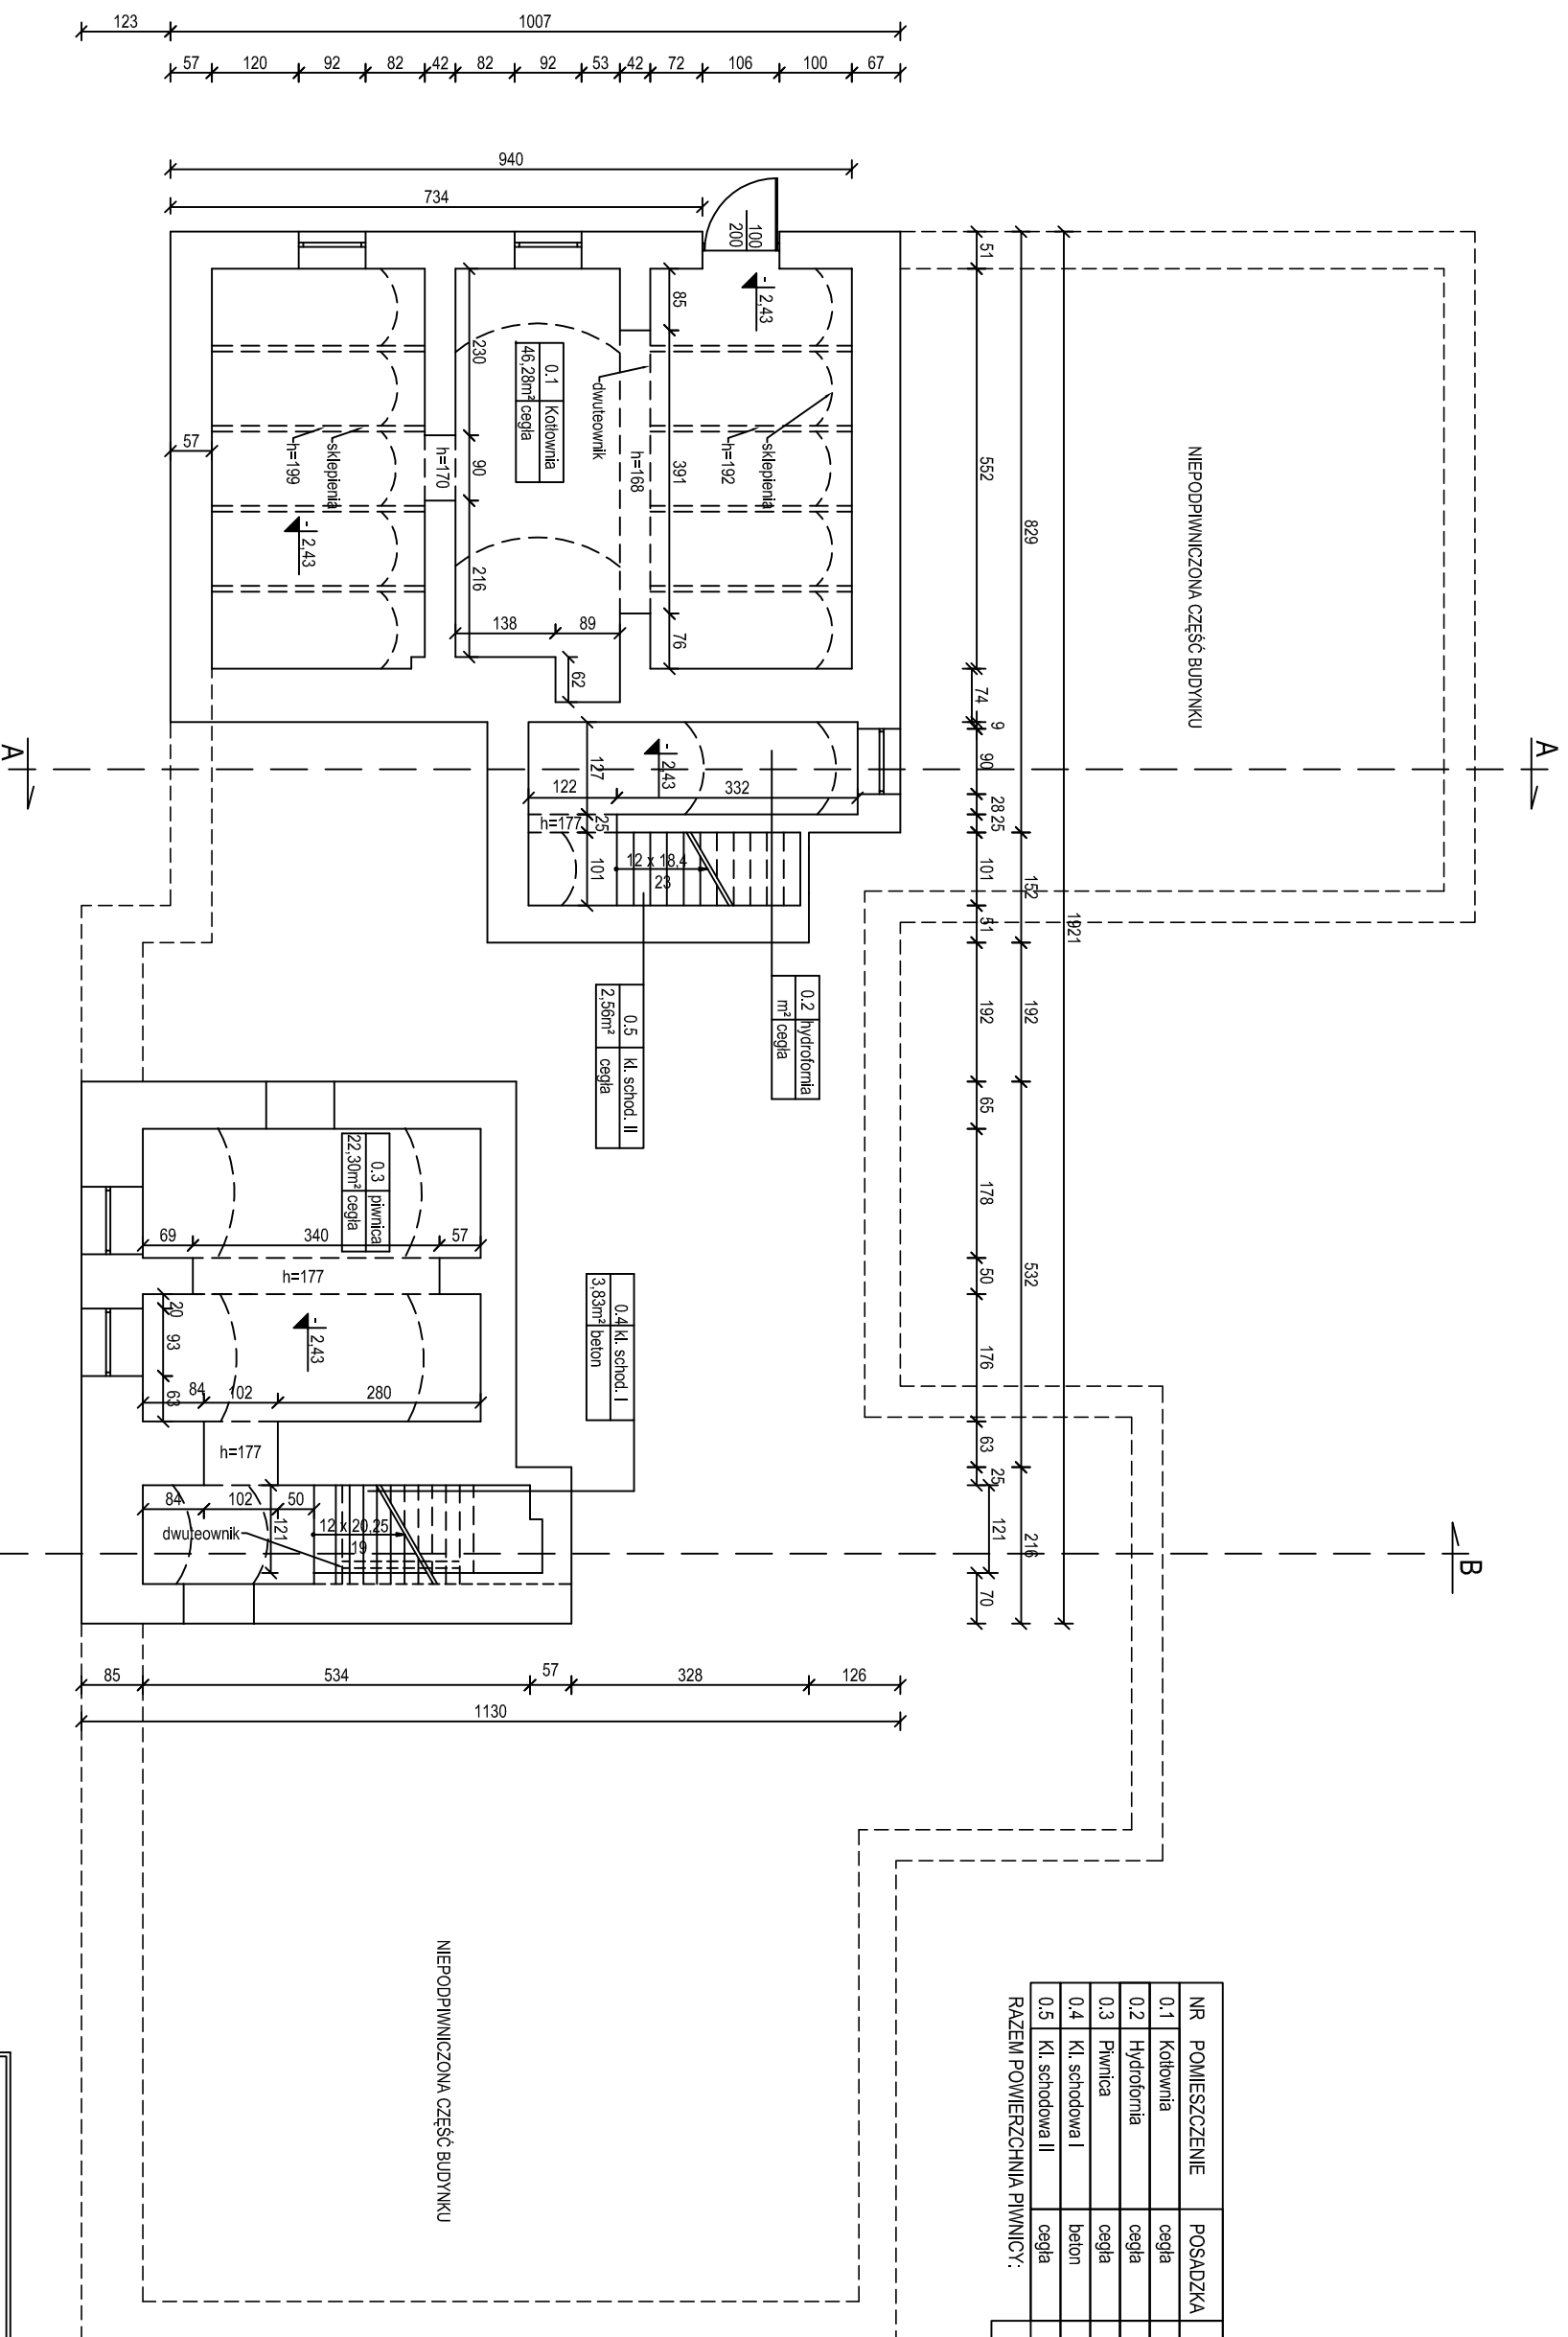 123
1007
57
120
92
82
42
82
92
53
42
72
106
100
67
940
734
100
200
51
552
829
1921
74
9
90
28
25
101
152
51
192
192
65
178
50
532
176
63
25
121
216
70
NIEPODPIWNICZONA CZĘŚĆ BUDYNKU
A
A
B
-
2,43
85
391
76
sklepienia
h=192
dwuteownik
h=168
0.1
Kotłownia
46,28m²
cegła
230
90
216
h=170
138
89
62
sklepienia
h=199
-
2,43
57
-
2,43
127
122
332
h=177
25
101
12 x 18,4
23
0.2
hydrofornia
m²
cegła
0.5
kl. schod. II
2,56m²
cegła
0.3
piwnica
22,30m²
cegła
69
340
57
h=177
20
93
63
-
2,43
84
102
280
h=177
0.4
kl. schod. I
3,83m²
beton
84
102
50
121
12 x 20,25
19
dwuteownik
85
534
57
328
126
1130
NIEPODPIWNICZONA CZĘŚĆ BUDYNKU
NR POMIESZCZENIE POSADZKA
0.1 Kotłownia cegła
0.2 Hydrofornia cegła
0.3 Piwnica cegła
0.4 Kl. schodowa I beton
0.5 Kl. schodowa II cegła
RAZEM POWIERZCHNIA PIWNICY: